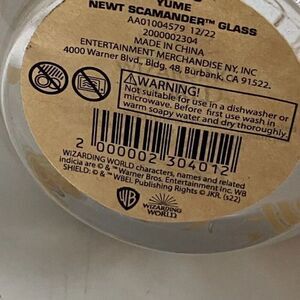 YUME
NEWT SCAMANDER™ GLASS
AA01004579 12/22
2000002304
MADE IN CHINA
ENTERTAINMENT MERCHANDISE NY, INC
4000 Warner Blvd., Bldg. 48, Burbank, CA 91522.
WARNING!
Not suitable for use in a dishwasher or
microwave. Before first use wash in
warm soapy water and dry thoroughly.
2 000002 304012
WIZARDING WORLD characters, names and related
indicia are © & ™ Warner Bros. Entertainment Inc. WB
SHIELD: © & ™ WBEI. Publishing Rights © JKR. (s22)
WB
WIZARDING
WORLD